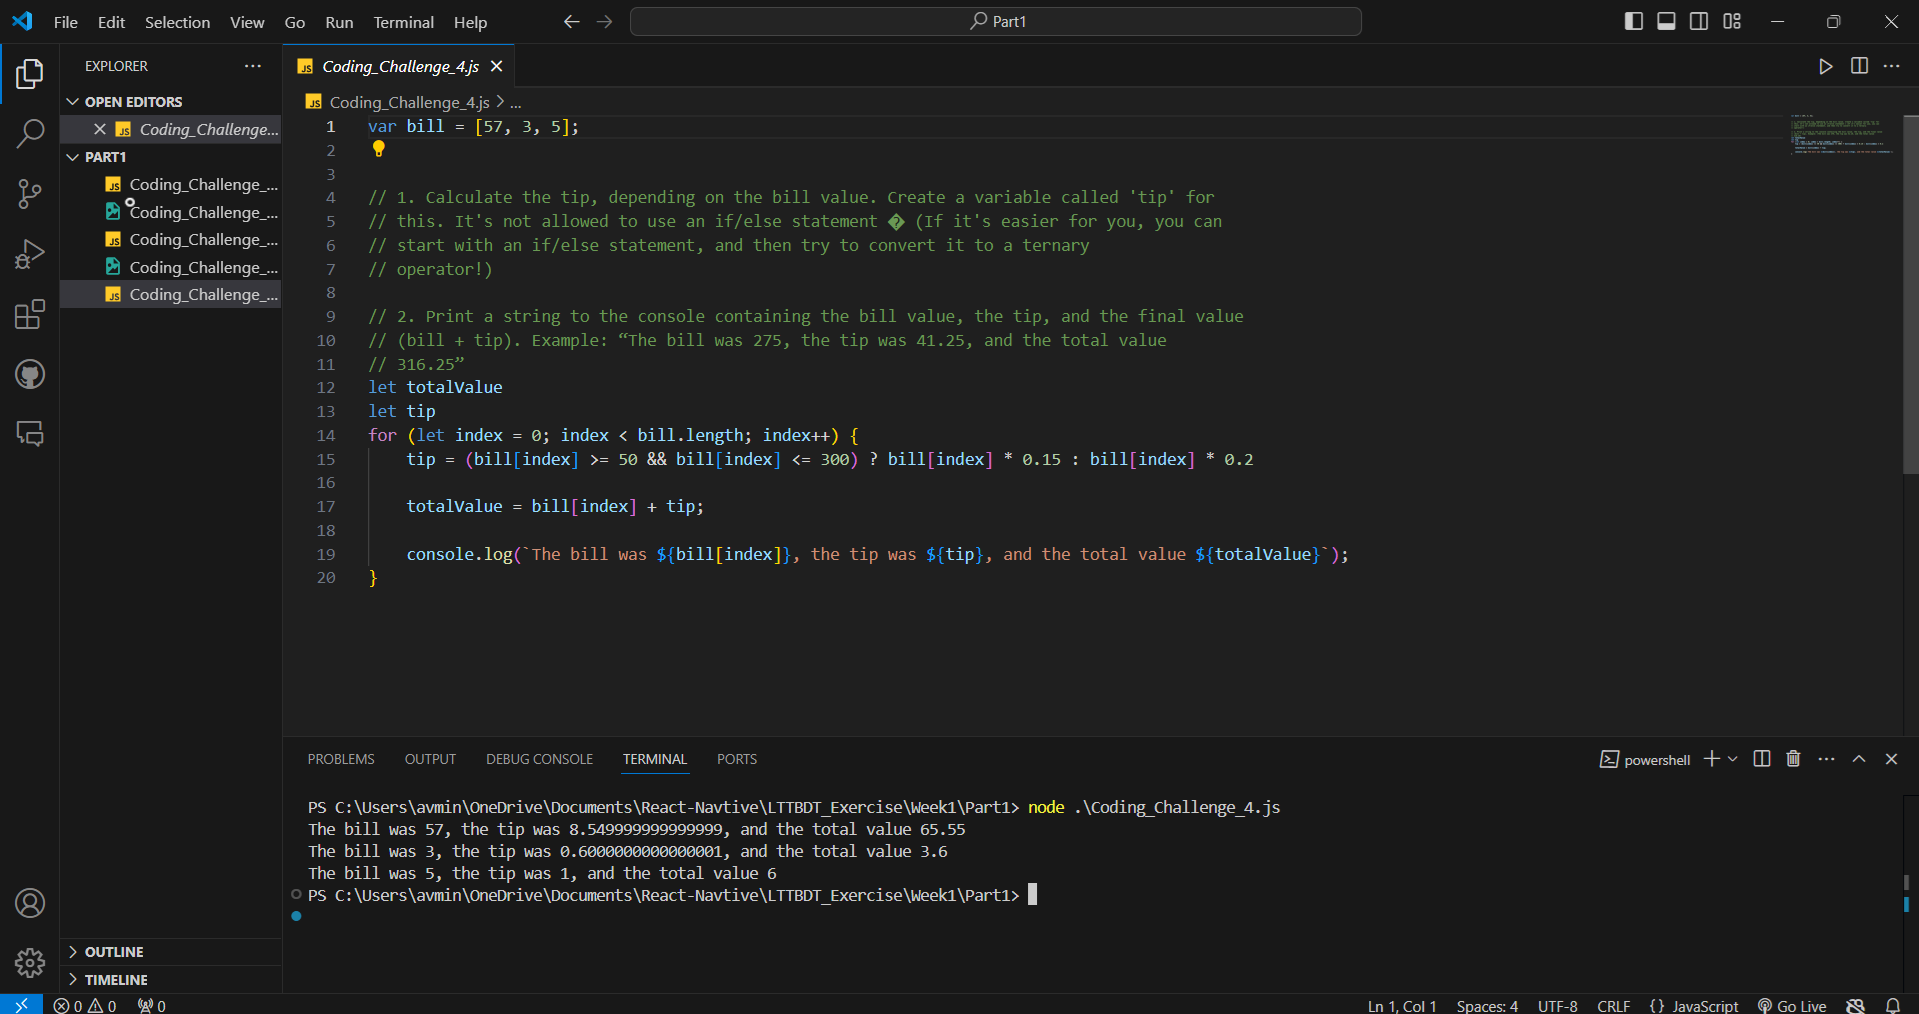 File Edit Selection View Go Run Terminal Help
Part1
EXPLORER
OPEN EDITORS
Coding_Challenge...
PART1
Coding_Challenge_...
Coding_Challenge_...
Coding_Challenge_...
Coding_Challenge_...
Coding_Challenge_...
OUTLINE
TIMELINE
Coding_Challenge_4.js
Coding_Challenge_4.js > ...
1 var bill = [57, 3, 5];
2
3
4 // 1. Calculate the tip, depending on the bill value. Create a variable called 'tip' for
5 // this. It's not allowed to use an if/else statement � (If it's easier for you, you can
6 // start with an if/else statement, and then try to convert it to a ternary
7 // operator!)
8
9 // 2. Print a string to the console containing the bill value, the tip, and the final value
10 // (bill + tip). Example: “The bill was 275, the tip was 41.25, and the total value
11 // 316.25”
12 let totalValue
13 let tip
14 for (let index = 0; index < bill.length; index++) {
15     tip = (bill[index] >= 50 && bill[index] <= 300) ? bill[index] * 0.15 : bill[index] * 0.2
16
17     totalValue = bill[index] + tip;
18
19     console.log(`The bill was ${bill[index]}, the tip was ${tip}, and the total value ${totalValue}`);
20 }
PROBLEMS OUTPUT DEBUG CONSOLE TERMINAL PORTS
powershell
PS C:\Users\avmin\OneDrive\Documents\React-Navtive\LTTBDT_Exercise\Week1\Part1> node .\Coding_Challenge_4.js
The bill was 57, the tip was 8.549999999999999, and the total value 65.55
The bill was 3, the tip was 0.6000000000000001, and the total value 3.6
The bill was 5, the tip was 1, and the total value 6
PS C:\Users\avmin\OneDrive\Documents\React-Navtive\LTTBDT_Exercise\Week1\Part1>
0 0 0
Ln 1, Col 1 Spaces: 4 UTF-8 CRLF {} JavaScript Go Live